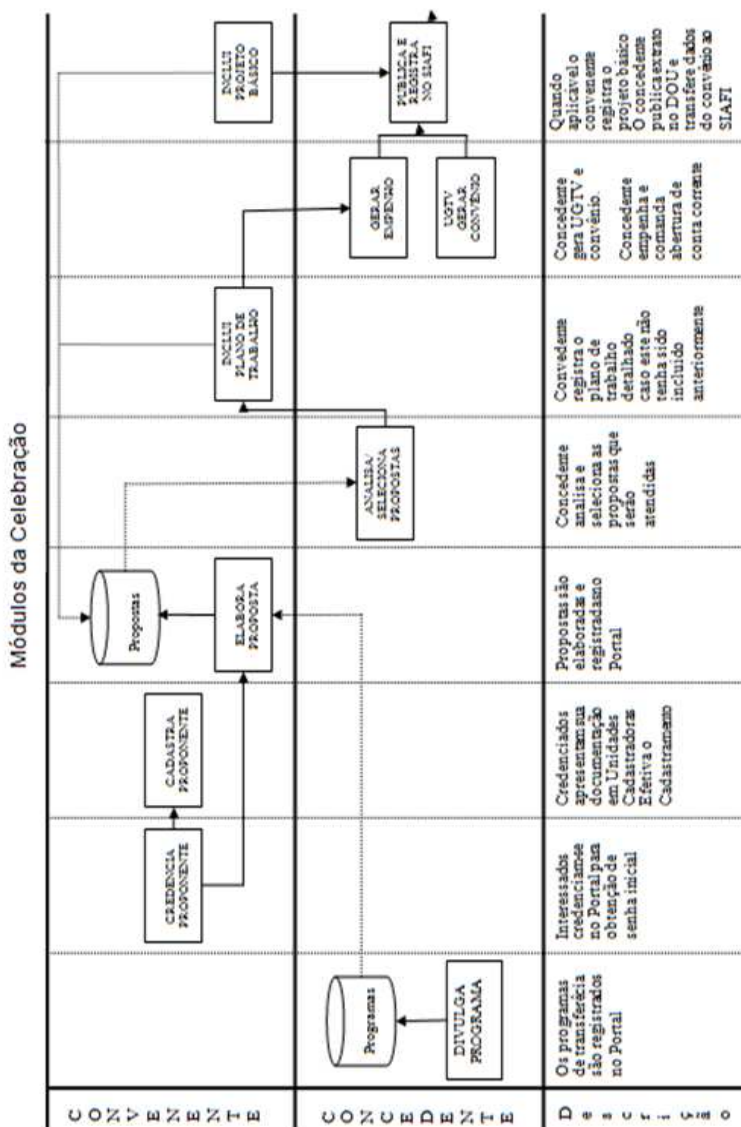 Módulos da Celebração
CONVENENTE
CREDENCIA
PROPONENTE
CADASTRA
PROPONENTE
Propostas
ELABORA
PROPOSTA
INCLUI
PLANO DE
TRABALHO
INCLUI
PROJETO
BÁSICO
CONCEDENTE
Programas
DIVULGA
PROGRAMA
ANALISA/
SELECIONA
PROPOSTAS
GERAR
EMPENHO
UGTV
GERAR
CONVÊNIO
PUBLICA E
REGISTRA
NO SIAFI
Descrição
Os programas
de transferêcia
são registrados
no Portal
Interessados
credenciam-se
no Portal para
obtenção de
senha inicial
Credenciados
apresentam sua
documentação
em Unidades
Cadastradoras
Efetiva o
Cadastramento
Propostas são
elaboradas e
registradasno
Portal
Concedente
analisa e
seleciona as
propostas que
serão
atendidas
Convedente
registra o
plano de
trabalho
detalhado
caso este não
tenha sido
incluido
anteriormente
Concedente
gera UGTV e
convênio.
Concedente
empenha e
comanda
abertura de
conta corrente
Quando
aplicável o
convenente
registra o
projeto básico
O concedente
publica extrato
no DOU e
transfere dados
do convênio ao
SIAFI